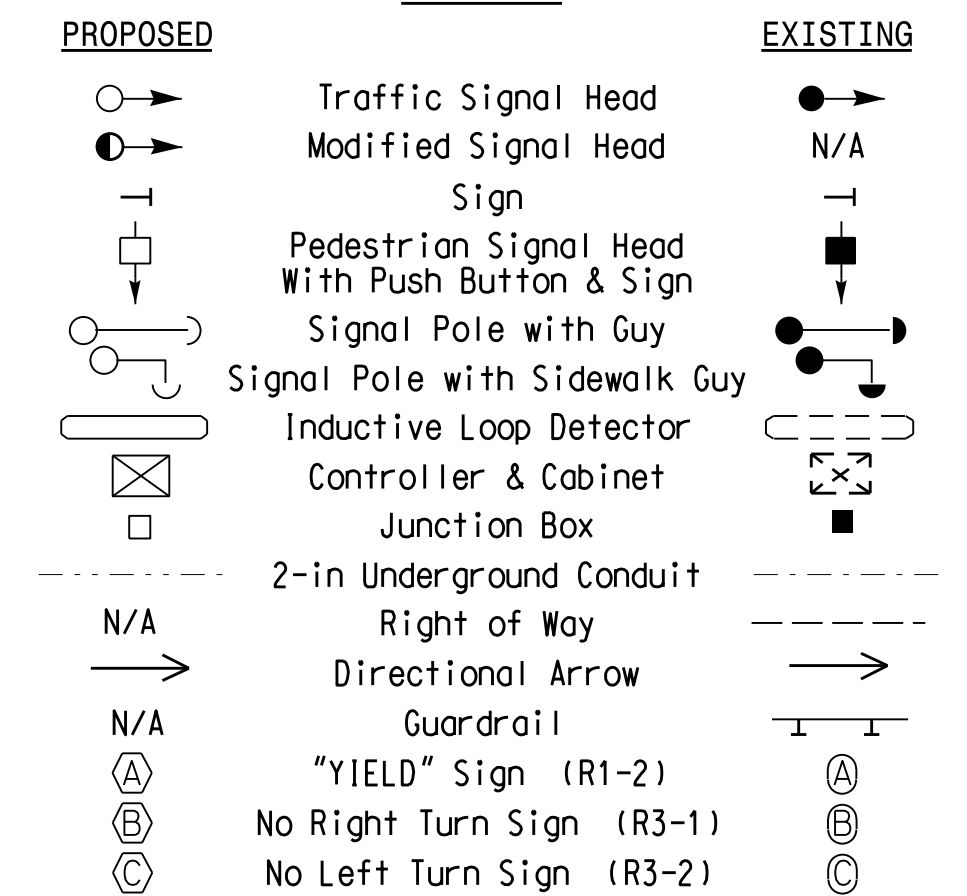 PROPOSED EXISTING
Traffic Signal Head
Modified Signal Head N/A
Sign
Pedestrian Signal Head
With Push Button & Sign
Signal Pole with Guy
Signal Pole with Sidewalk Guy
Inductive Loop Detector
Controller & Cabinet
Junction Box
2-in Underground Conduit
N/A Right of Way
Directional Arrow
N/A Guardrail
A "YIELD" Sign (R1-2) A
B No Right Turn Sign (R3-1) B
C No Left Turn Sign (R3-2) C